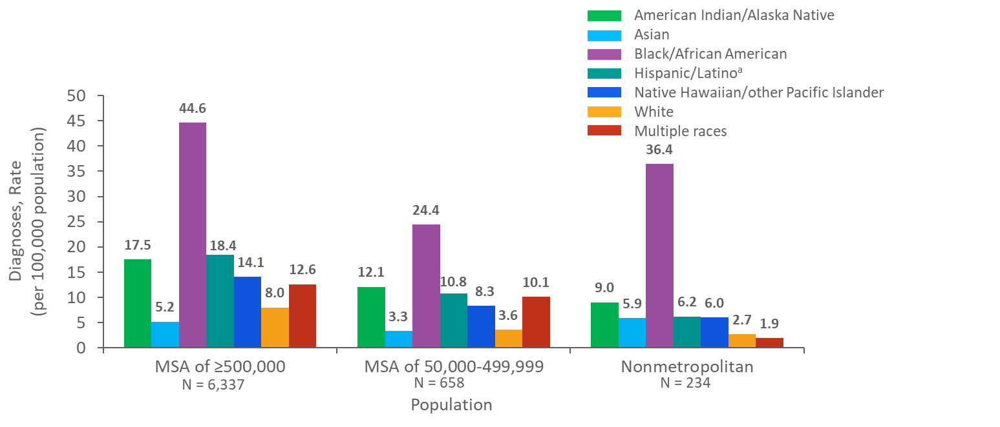 American Indian/Alaska Native
Asian
Black/African American
Hispanic/Latinoᵃ
Native Hawaiian/other Pacific Islander
White
Multiple races
Diagnoses, Rate
(per 100,000 population)
50
45
40
35
30
25
20
15
10
5
0
17.5
5.2
44.6
18.4
14.1
8.0
12.6
12.1
3.3
24.4
10.8
8.3
3.6
10.1
9.0
5.9
36.4
6.2
6.0
2.7
1.9
MSA of ≥500,000
N = 6,337
MSA of 50,000-499,999
N = 658
Nonmetropolitan
N = 234
Population